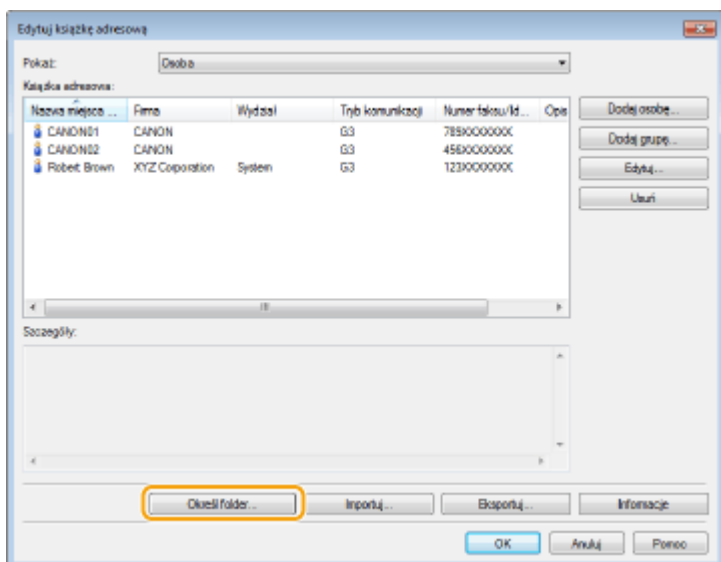 Edytuj książkę adresową
Pokaż: Osoba
Książka adresowa:
Nazwa miejsca ... Firma Wydział Tryb komunikacji Numer faksu/Id... Opis
CANON01 CANON G3 789XXXXXXX
CANON02 CANON G3 456XXXXXXX
Robert Brown XYZ Corporation System G3 123XXXXXXX
Dodaj osobę...
Dodaj grupę...
Edytuj...
Usuń
Szczegóły:
Określ folder... Importuj... Eksportuj... Informacje
OK Anuluj Pomoc